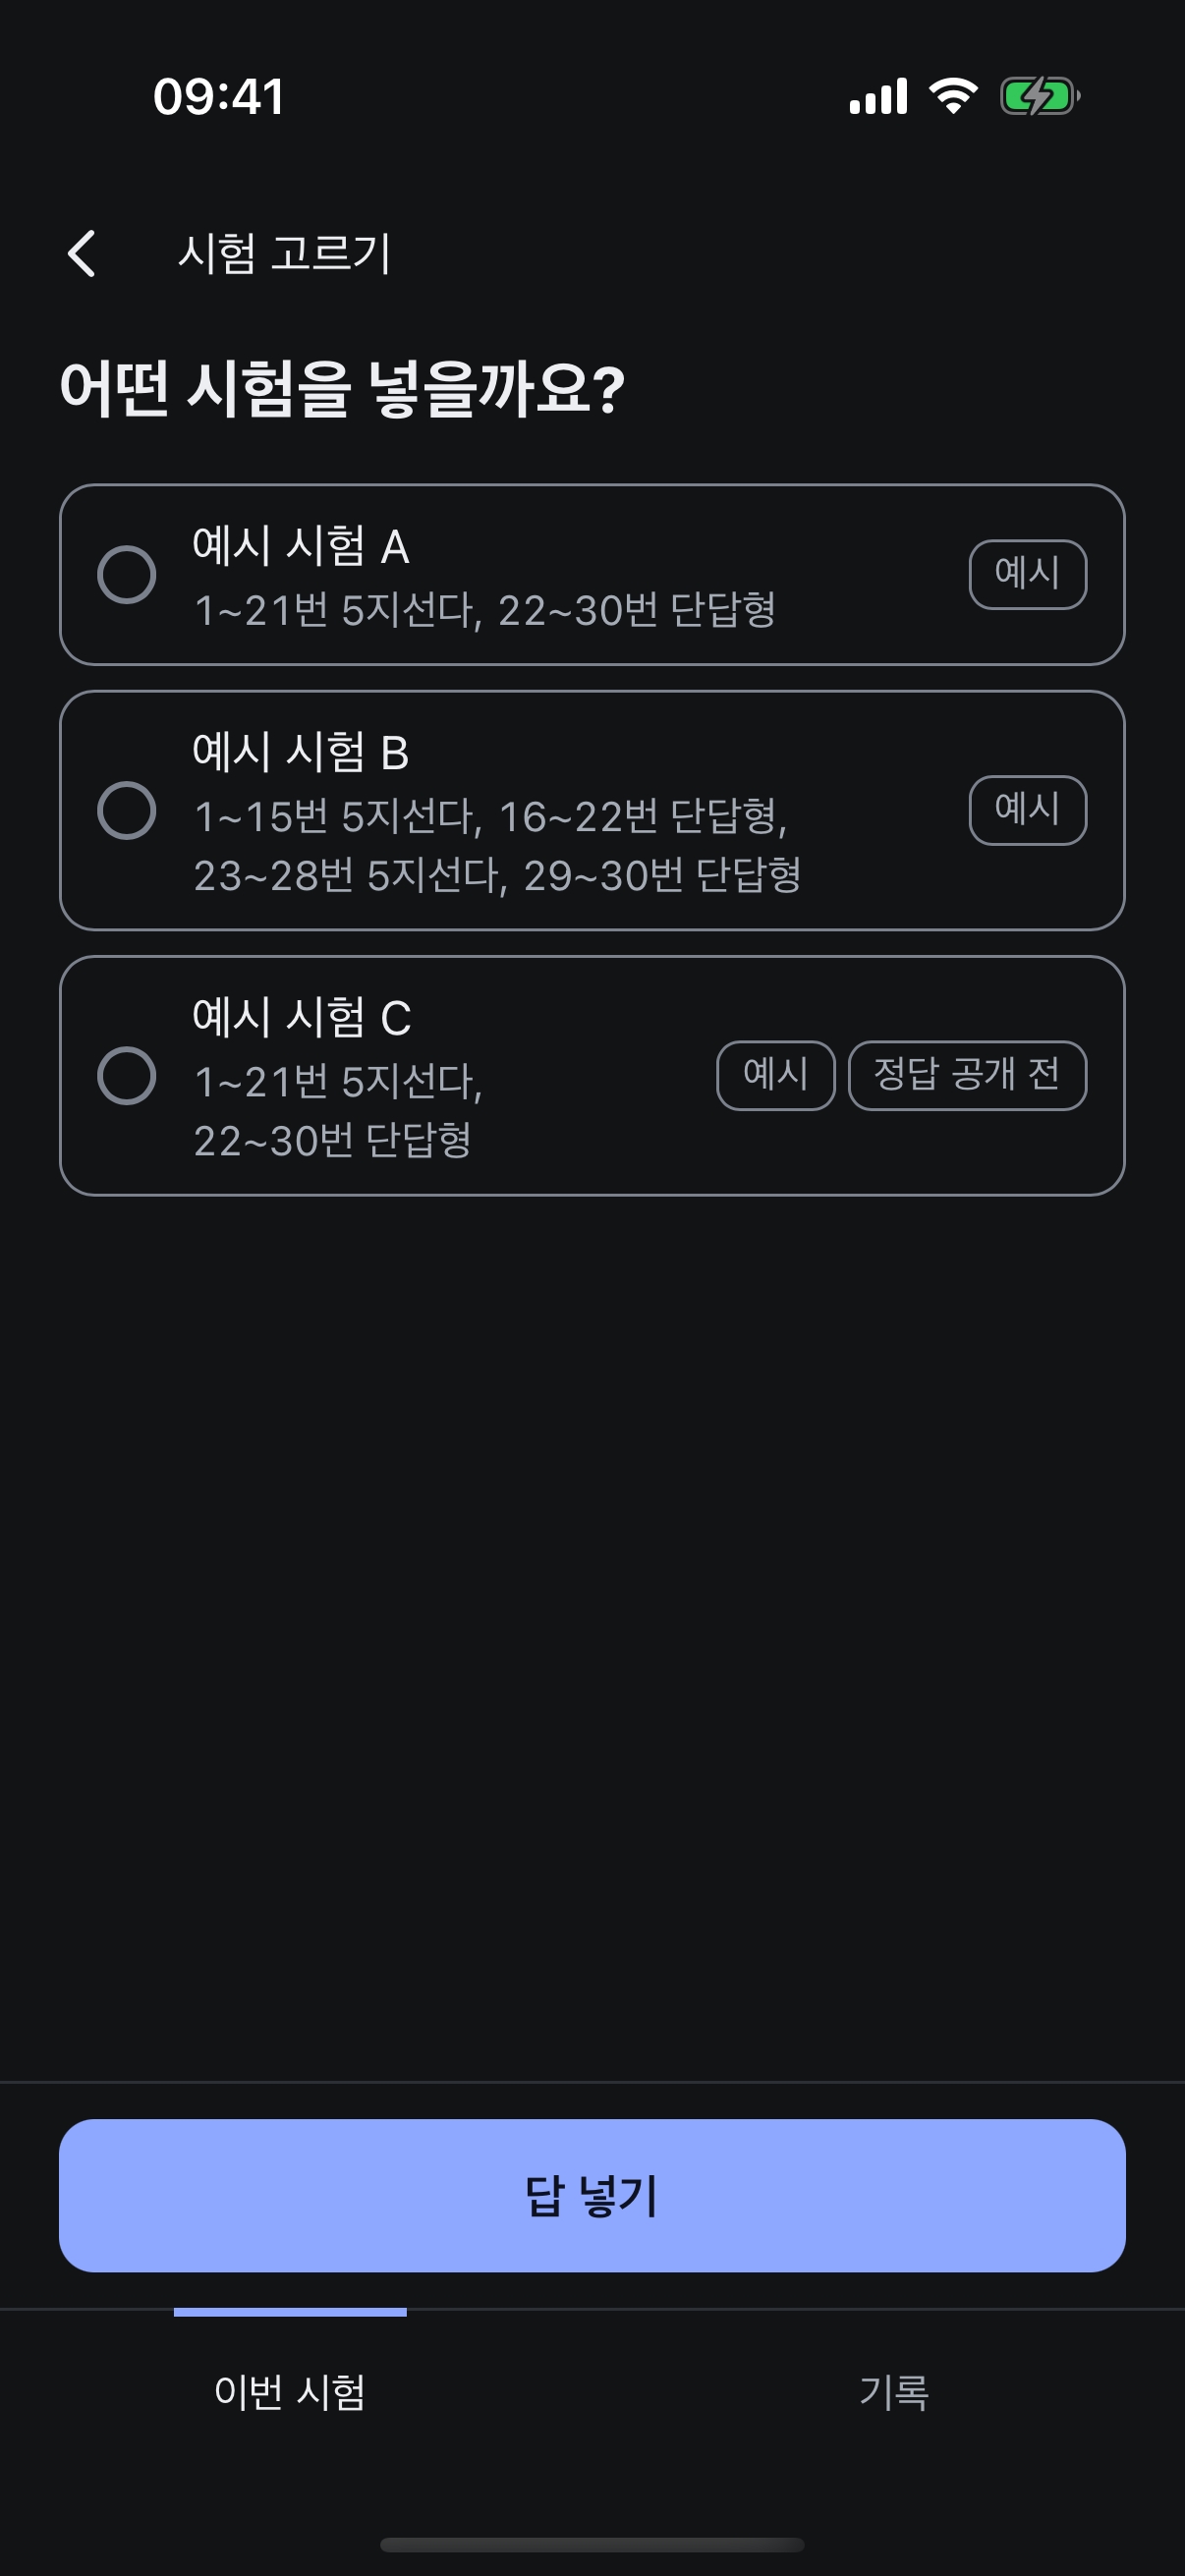 09:41
시험 고르기
어떤 시험을 넣을까요?
예시 시험 A
1~21번 5지선다, 22~30번 단답형
예시
예시 시험 B
1~15번 5지선다, 16~22번 단답형,
23~28번 5지선다, 29~30번 단답형
예시
예시 시험 C
1~21번 5지선다,
22~30번 단답형
예시
정답 공개 전
답 넣기
이번 시험
기록